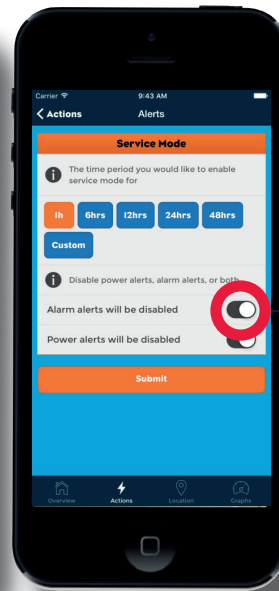 Carrier 9:43 AM
Actions Alerts
Service Mode
The time period you would like to enable
service mode for
1h 6hrs 12hrs 24hrs 48hrs
Custom
Disable power alerts, alarm alerts, or both
Alarm alerts will be disabled
Power alerts will be disabled
Submit
Overview Actions Location Graphs